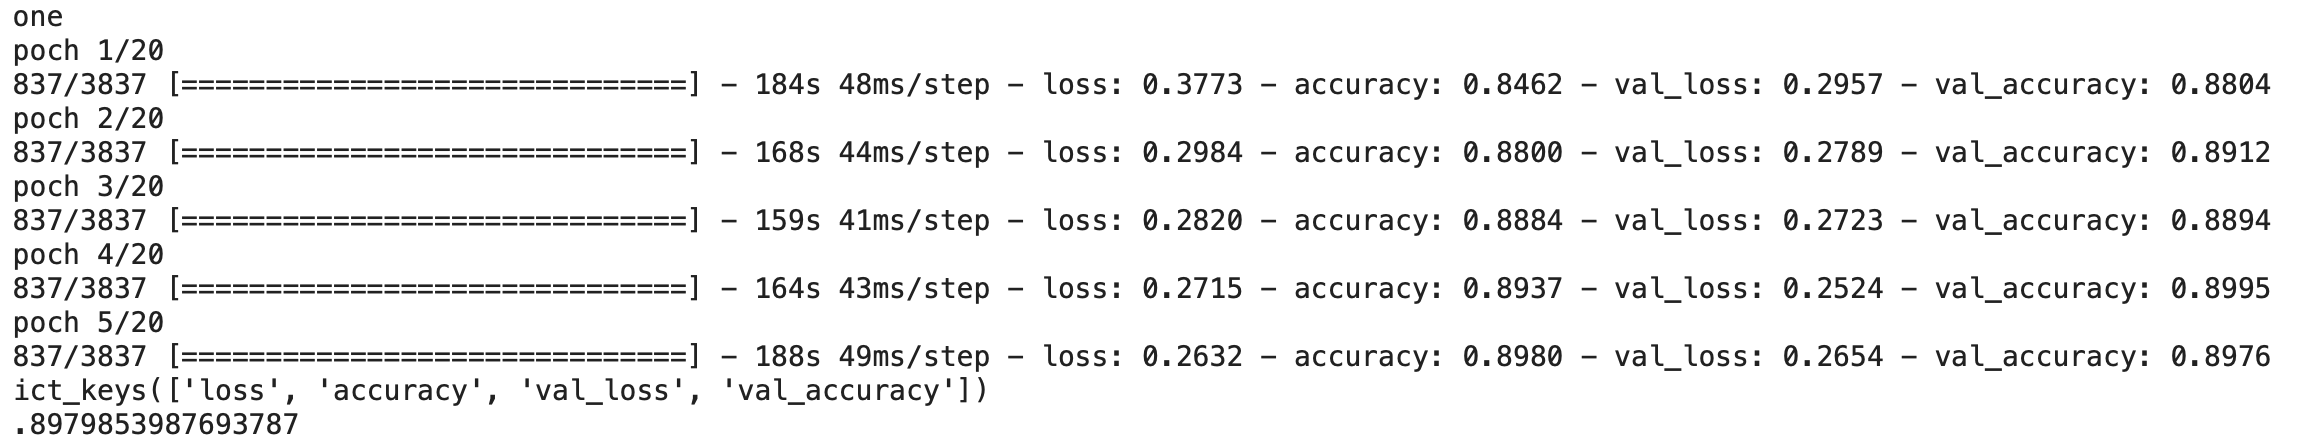 one
poch 1/20
837/3837 [==============================] - 184s 48ms/step - loss: 0.3773 - accuracy: 0.8462 - val_loss: 0.2957 - val_accuracy: 0.8804
poch 2/20
837/3837 [==============================] - 168s 44ms/step - loss: 0.2984 - accuracy: 0.8800 - val_loss: 0.2789 - val_accuracy: 0.8912
poch 3/20
837/3837 [==============================] - 159s 41ms/step - loss: 0.2820 - accuracy: 0.8884 - val_loss: 0.2723 - val_accuracy: 0.8894
poch 4/20
837/3837 [==============================] - 164s 43ms/step - loss: 0.2715 - accuracy: 0.8937 - val_loss: 0.2524 - val_accuracy: 0.8995
poch 5/20
837/3837 [==============================] - 188s 49ms/step - loss: 0.2632 - accuracy: 0.8980 - val_loss: 0.2654 - val_accuracy: 0.8976
ict_keys(['loss', 'accuracy', 'val_loss', 'val_accuracy'])
.8979853987693787